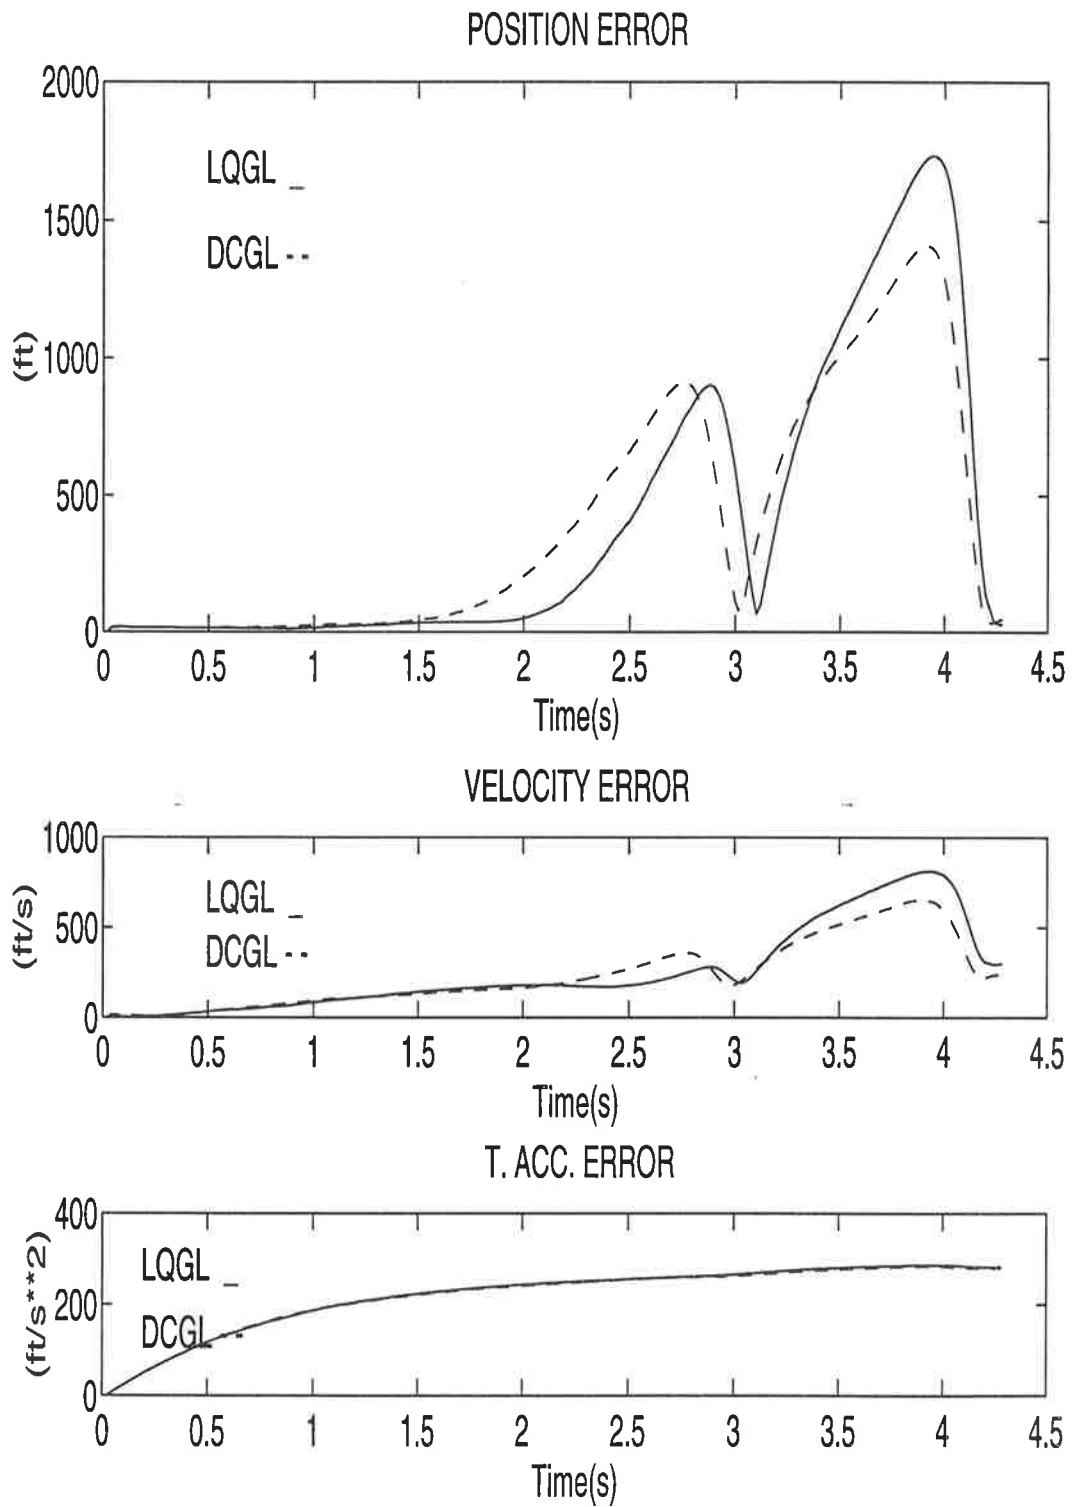 POSITION ERROR
2000
1500
1000
500
0
(ft)
LQGL _
DCGL --
0 0.5 1 1.5 2 2.5 3 3.5 4 4.5
Time(s)
VELOCITY ERROR
1000
500
0
(ft/s)
LQGL _
DCGL --
0 0.5 1 1.5 2 2.5 3 3.5 4 4.5
Time(s)
T. ACC. ERROR
400
200
0
(ft/s**2)
LQGL _
DCGL --
0 0.5 1 1.5 2 2.5 3 3.5 4 4.5
Time(s)